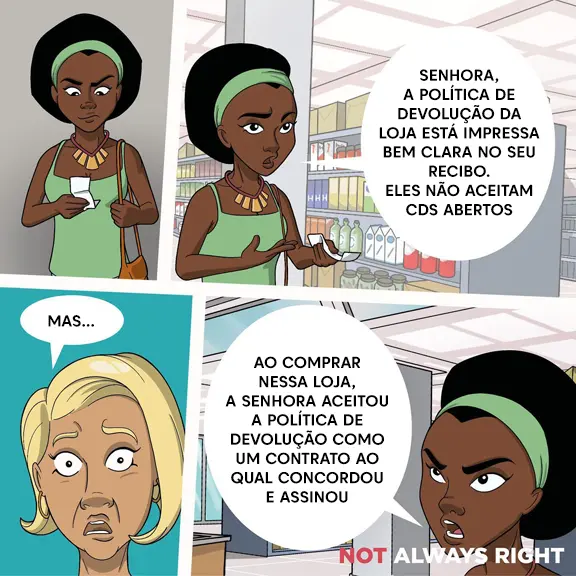 SENHORA,
A POLÍTICA DE
DEVOLUÇÃO DA
LOJA ESTÁ IMPRESSA
BEM CLARA NO SEU
RECIBO.
ELES NÃO ACEITAM
CDS ABERTOS
MAS...
AO COMPRAR
NESSA LOJA,
A SENHORA ACEITOU
A POLÍTICA DE
DEVOLUÇÃO COMO
UM CONTRATO AO
QUAL CONCORDOU
E ASSINOU
NOT ALWAYS RIGHT